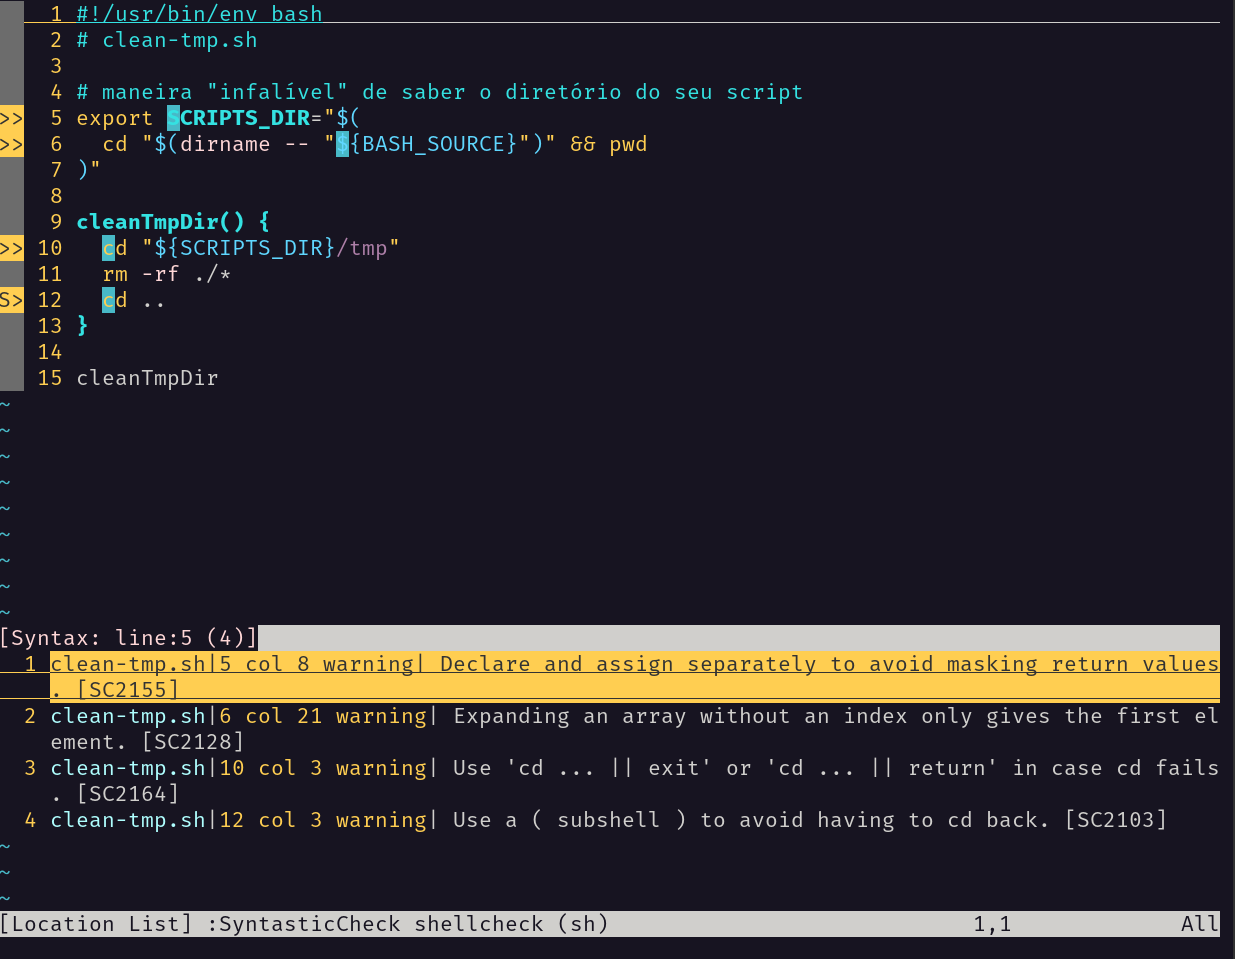 1 #!/usr/bin/env bash
2 # clean-tmp.sh
3
4 # maneira "infalível" de saber o diretório do seu script
>> 5 export SCRIPTS_DIR="$(
>> 6   cd "$(dirname -- "${BASH_SOURCE}")" && pwd
7 )"
8
9 cleanTmpDir() {
>> 10   cd "${SCRIPTS_DIR}/tmp"
11   rm -rf ./*
S> 12   cd ..
13 }
14
15 cleanTmpDir
~
~
~
~
~
~
~
~
~
[Syntax: line:5 (4)]
1 clean-tmp.sh|5 col 8 warning| Declare and assign separately to avoid masking return values
. [SC2155]
2 clean-tmp.sh|6 col 21 warning| Expanding an array without an index only gives the first el
ement. [SC2128]
3 clean-tmp.sh|10 col 3 warning| Use 'cd ... || exit' or 'cd ... || return' in case cd fails
. [SC2164]
4 clean-tmp.sh|12 col 3 warning| Use a ( subshell ) to avoid having to cd back. [SC2103]
~
~
~
[Location List] :SyntasticCheck shellcheck (sh) 1,1 All